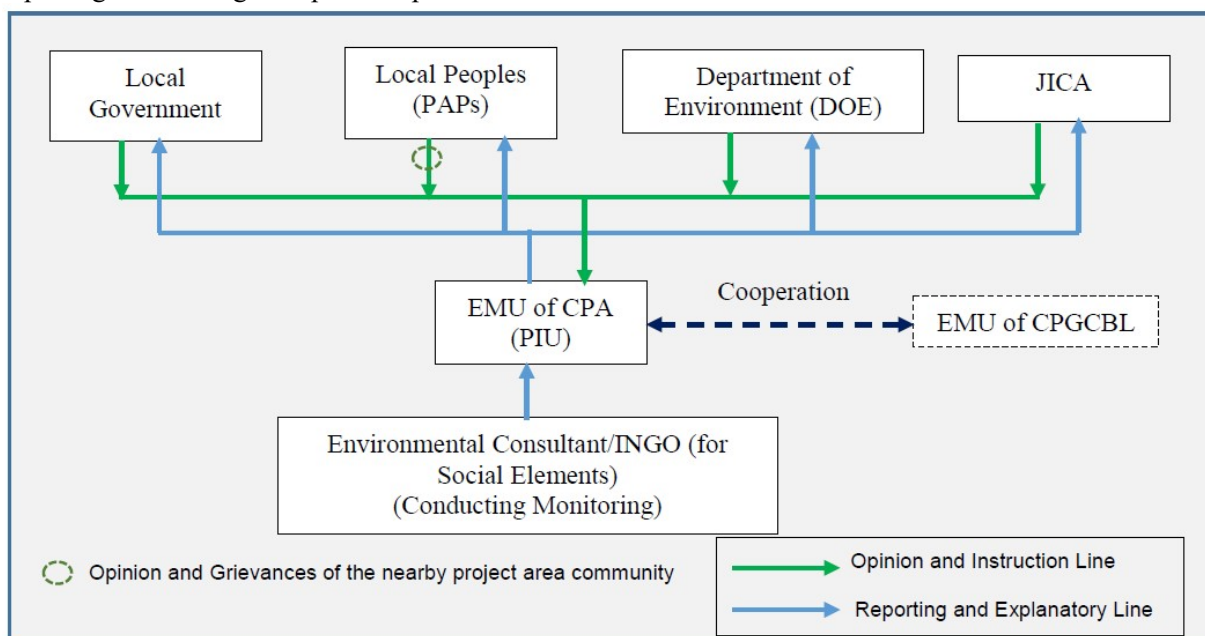 Local
Government
Local Peoples
(PAPs)
Department of
Environment (DOE)
JICA
EMU of CPA
(PIU)
Cooperation
EMU of CPGCBL
Environmental Consultant/INGO (for
Social Elements)
(Conducting Monitoring)
Opinion and Grievances of the nearby project area community
Opinion and Instruction Line
Reporting and Explanatory Line